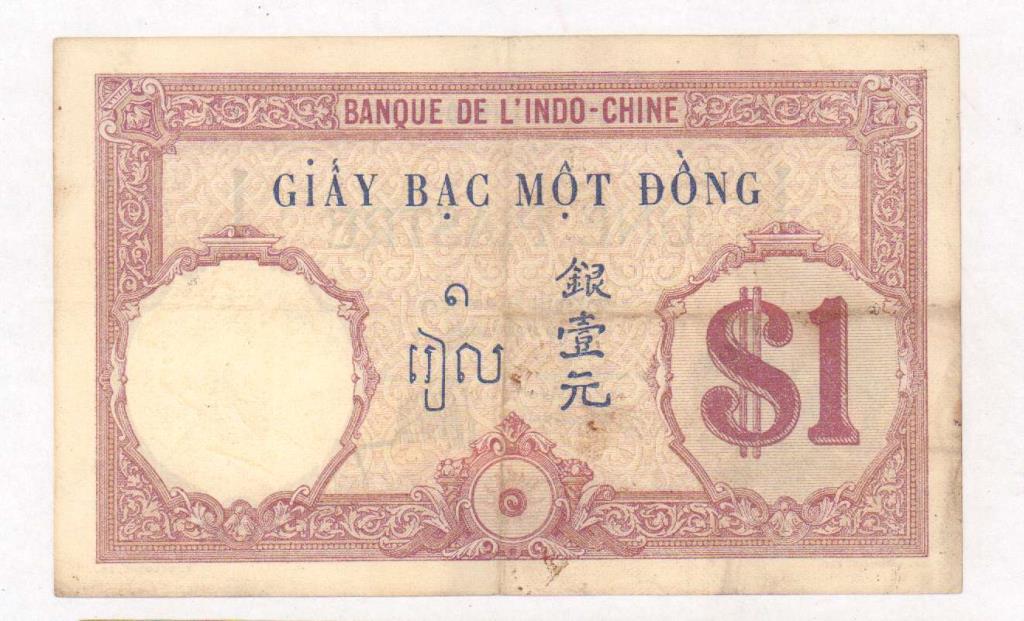 BANQUE DE L'INDO-CHINE
GIẤY BẠC MỘT ĐỒNG
១
រៀល
銀壹元
$1